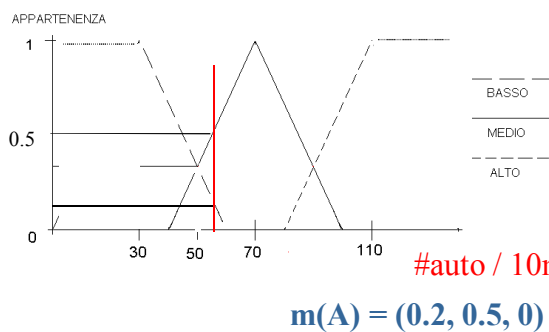 APPARTENENZA
1
0.5
0
30
50
70
110
BASSO
MEDIO
ALTO
#auto / 10
m(A) = (0.2, 0.5, 0)